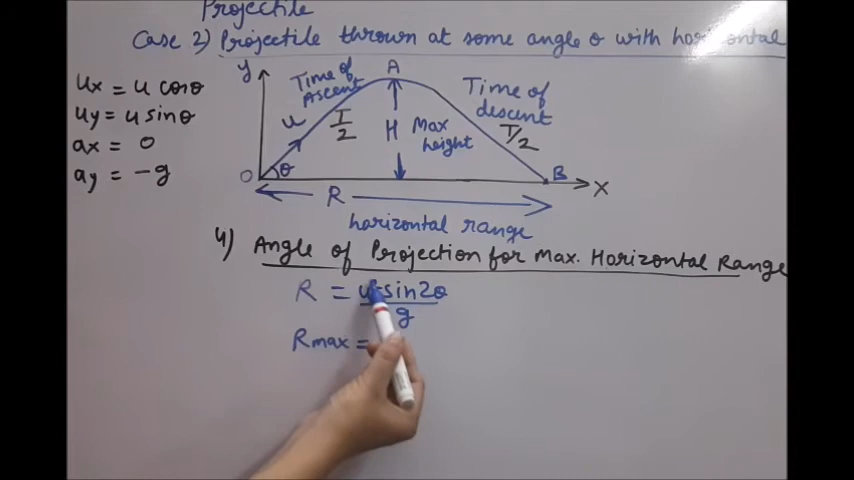 Projectile
Case 2) Projectile thrown at some angle θ with horizontal
ux = u cosθ
uy = u sinθ
ax = 0
ay = -g
y
Time of
Ascent
T/2
u
θ
O
A
H Max
height
Time of
descent
T/2
B
X
R
horizontal range
4) Angle of Projection for Max. Horizontal Range
R = u² sin2θ
g
Rmax =